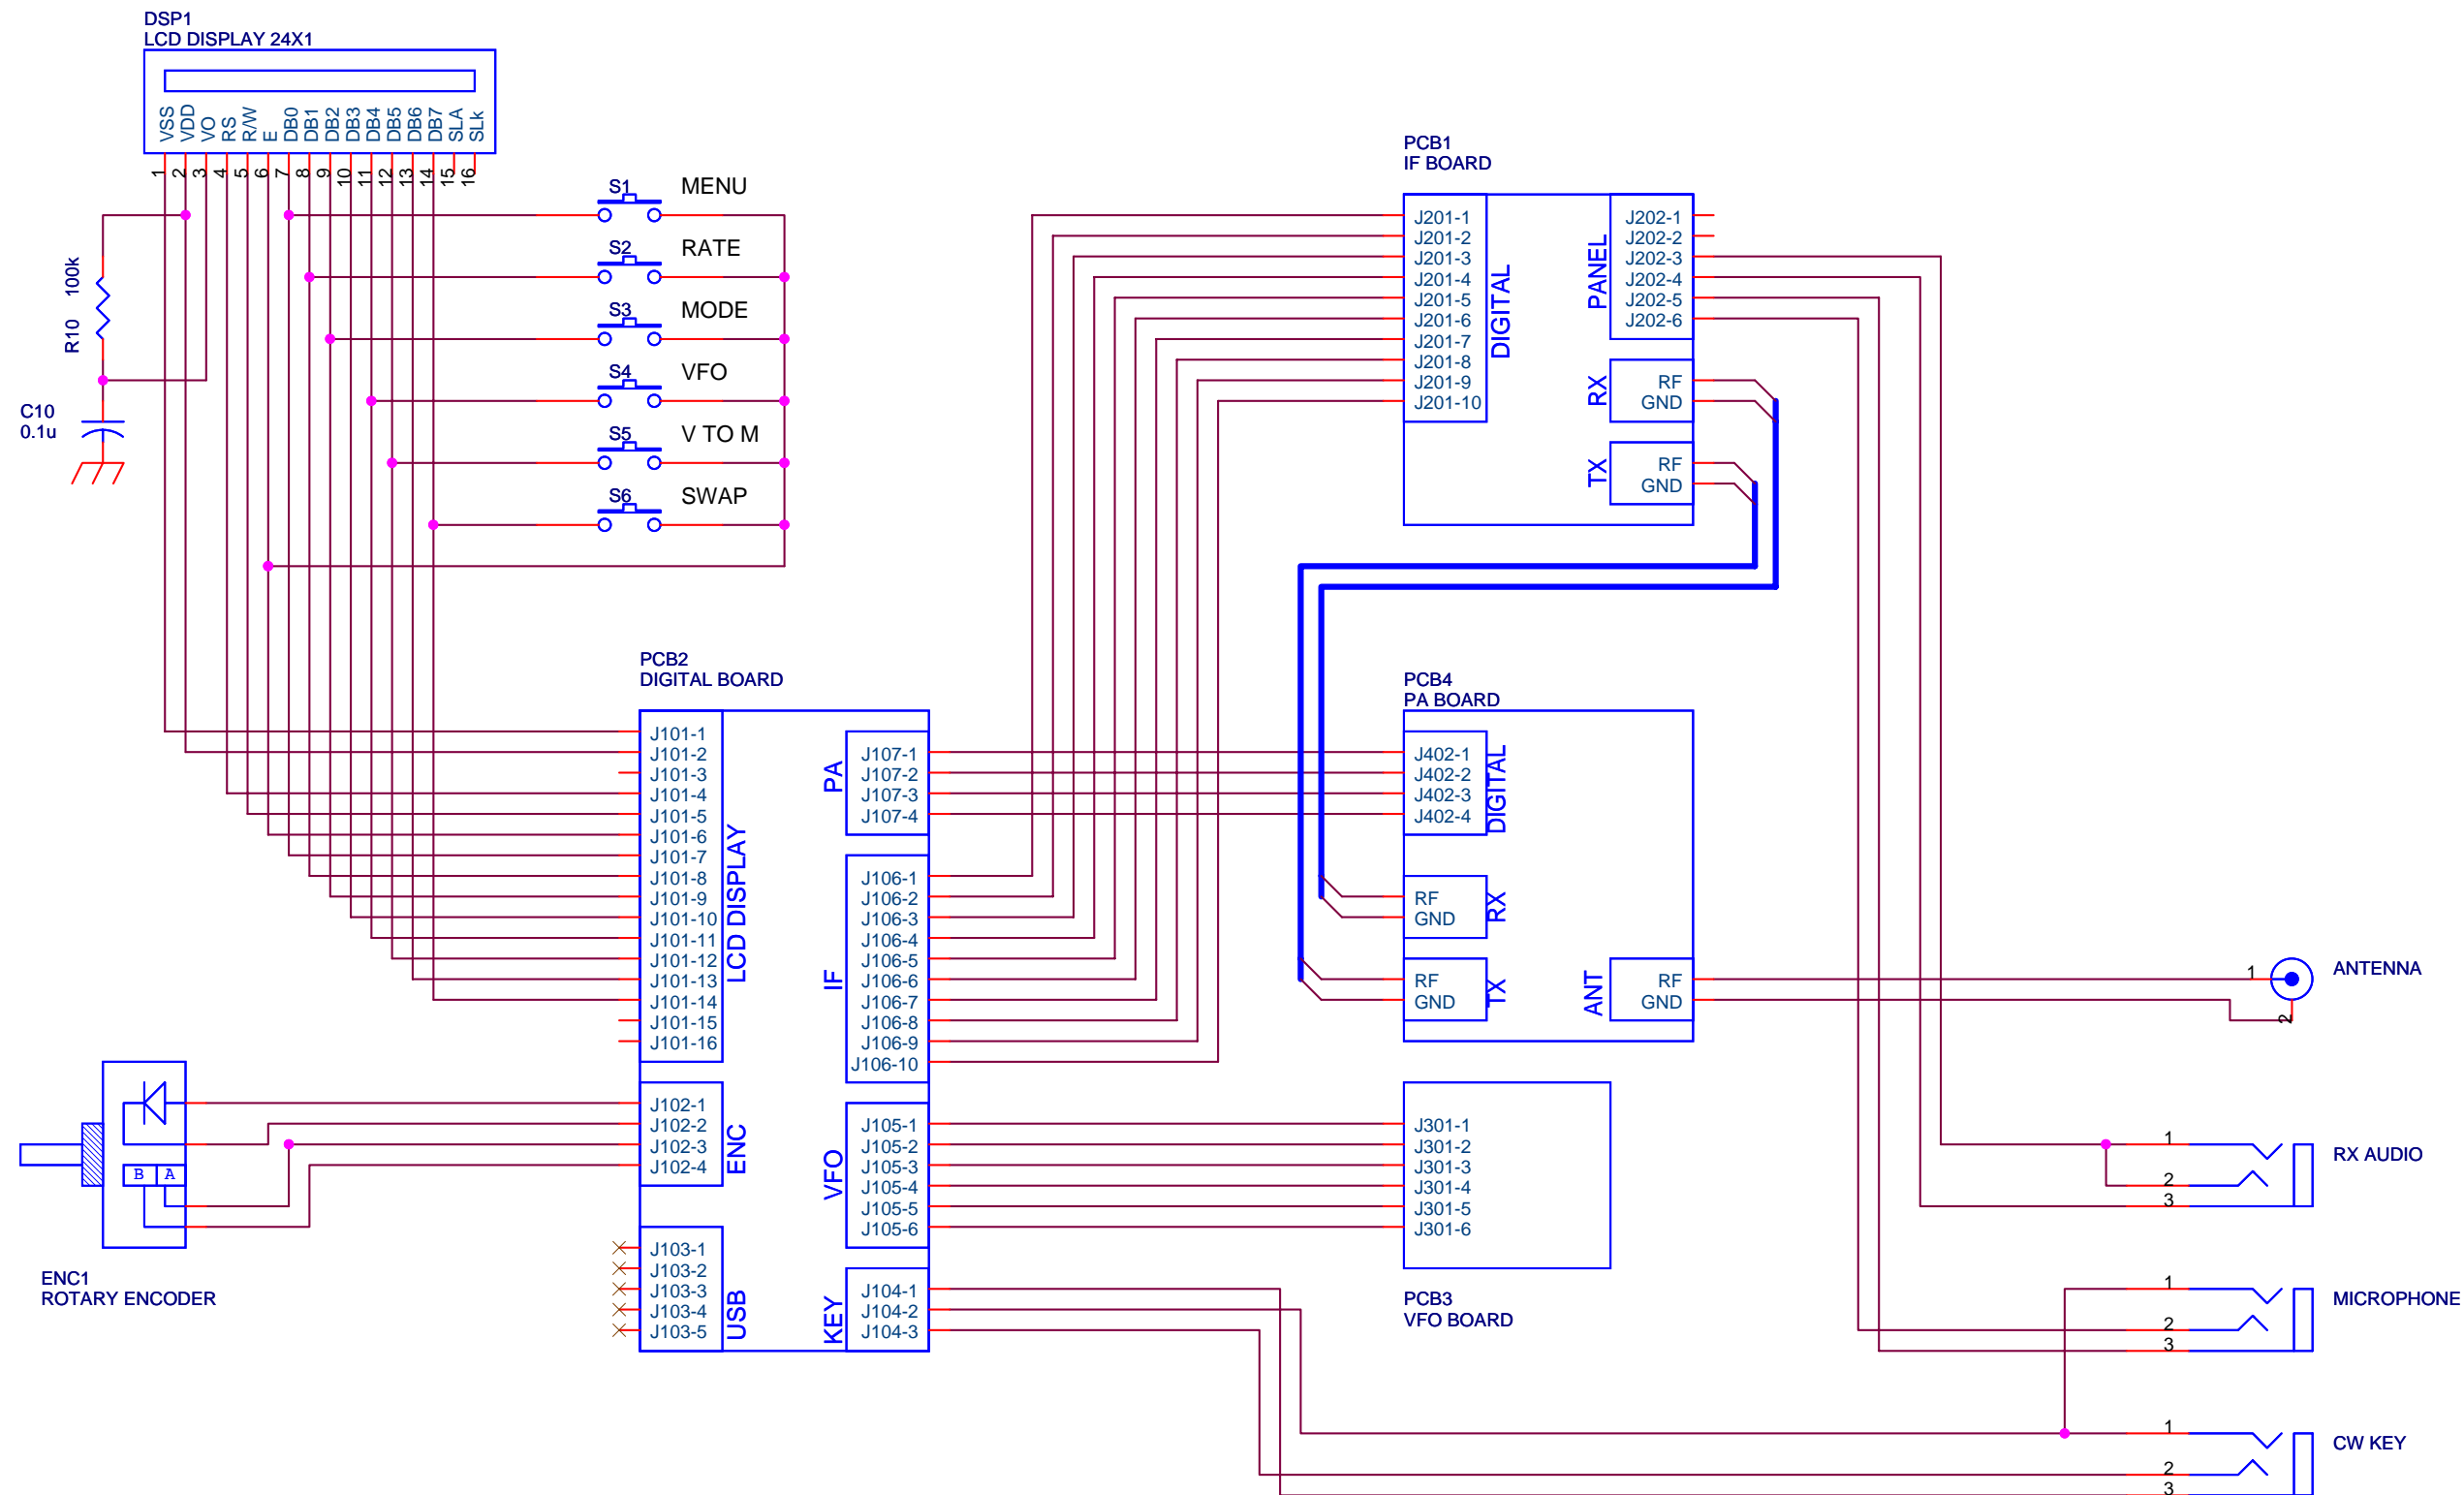 DSP1
LCD DISPLAY 24X1
VSS
VDD
VO
RS
R/W
E
DB0
DB1
DB2
DB3
DB4
DB5
DB6
DB7
SLA
SLk
1
2
3
4
5
6
7
8
9
10
11
12
13
14
15
16
R10 100k
C10
0.1u
S1 MENU
S2 RATE
S3 MODE
S4 VFO
S5 V TO M
S6 SWAP
PCB1
IF BOARD
J201-1
J201-2
J201-3
J201-4
J201-5
J201-6
J201-7
J201-8
J201-9
J201-10
DIGITAL
PANEL
J202-1
J202-2
J202-3
J202-4
J202-5
J202-6
RX
RF
GND
TX
RF
GND
PCB2
DIGITAL BOARD
J101-1
J101-2
J101-3
J101-4
J101-5
J101-6
J101-7
J101-8
J101-9
J101-10
J101-11
J101-12
J101-13
J101-14
J101-15
J101-16
LCD DISPLAY
J102-1
J102-2
J102-3
J102-4
ENC
J103-1
J103-2
J103-3
J103-4
J103-5
USB
PA
J107-1
J107-2
J107-3
J107-4
IF
J106-1
J106-2
J106-3
J106-4
J106-5
J106-6
J106-7
J106-8
J106-9
J106-10
VFO
J105-1
J105-2
J105-3
J105-4
J105-5
J105-6
KEY
J104-1
J104-2
J104-3
B A
ENC1
ROTARY ENCODER
PCB4
PA BOARD
J402-1
J402-2
J402-3
J402-4
DIGITAL
RF
GND
RX
RF
GND
TX
ANT
RF
GND
J301-1
J301-2
J301-3
J301-4
J301-5
J301-6
PCB3
VFO BOARD
1
2
ANTENNA
1
2
3
RX AUDIO
1
2
3
MICROPHONE
1
2
3
CW KEY